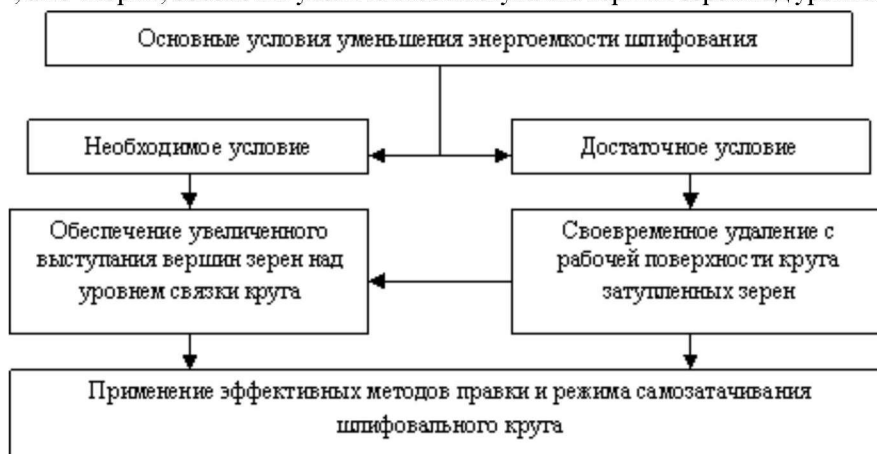 Основные условия уменьшения энергоемкости шлифования
Необходимое условие
Достаточное условие
Обеспечение увеличенного
выступания вершин зерен над
уровнем связки круга
Своевременное удаление с
рабочей поверхности круга
затупленных зерен
Применение эффективных методов правки и режима самозатачивания
шлифовального круга